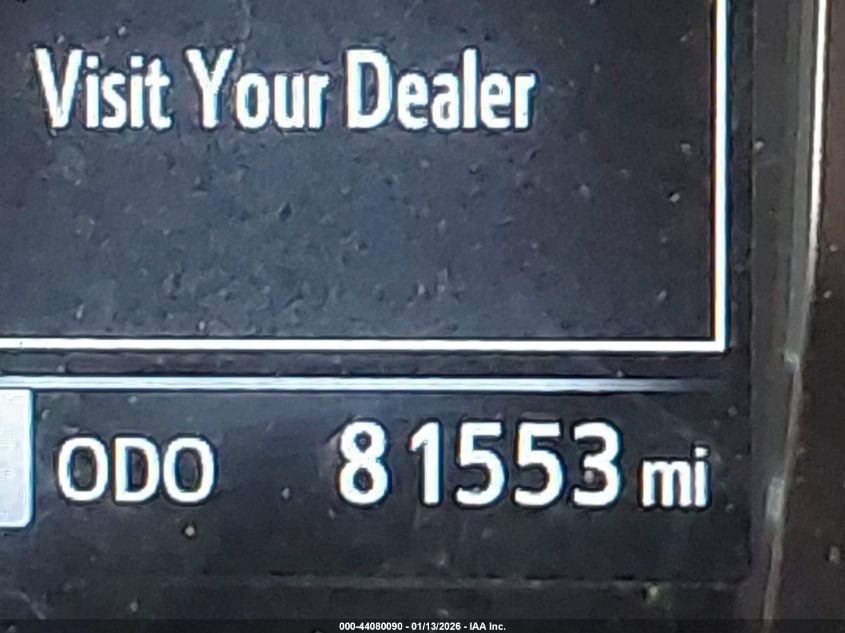 Visit Your Dealer
ODO 81553 mi
000-44080090 - 01/13/2026 - IAA Inc.